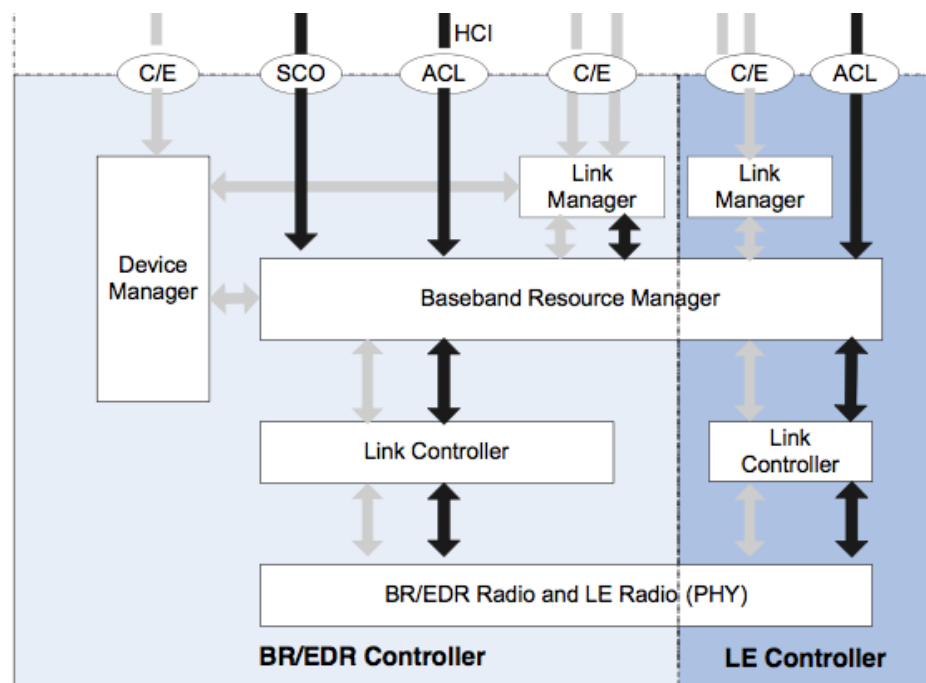 HCI
C/E
SCO
ACL
C/E
C/E
ACL
Link
Manager
Link
Manager
Device
Manager
Baseband Resource Manager
Link Controller
Link
Controller
BR/EDR Radio and LE Radio (PHY)
BR/EDR Controller
LE Controller